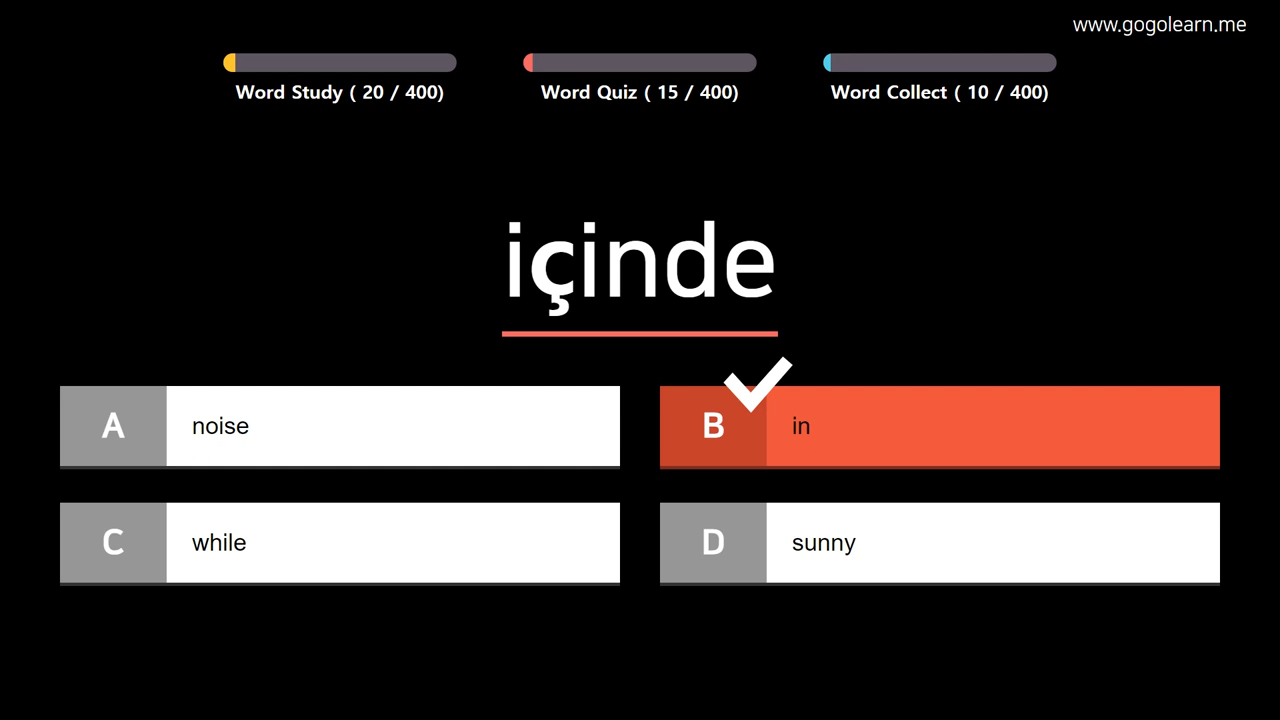 www.gogolearn.me
Word Study ( 20 / 400)
Word Quiz ( 15 / 400)
Word Collect ( 10 / 400)
içinde
A noise
B in
C while
D sunny